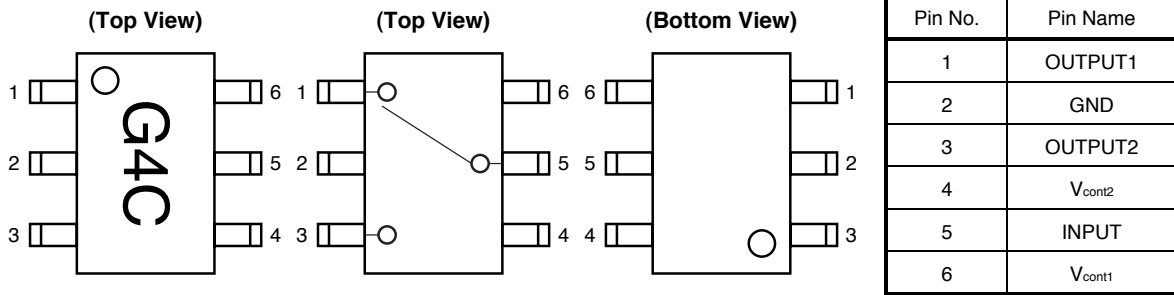 (Top View)
1
2
3
G4C
6
5
4
(Top View)
1
2
3
6
5
4
(Bottom View)
6
5
4
1
2
3
Pin No. Pin Name
1 OUTPUT1
2 GND
3 OUTPUT2
4 Vcont2
5 INPUT
6 Vcont1